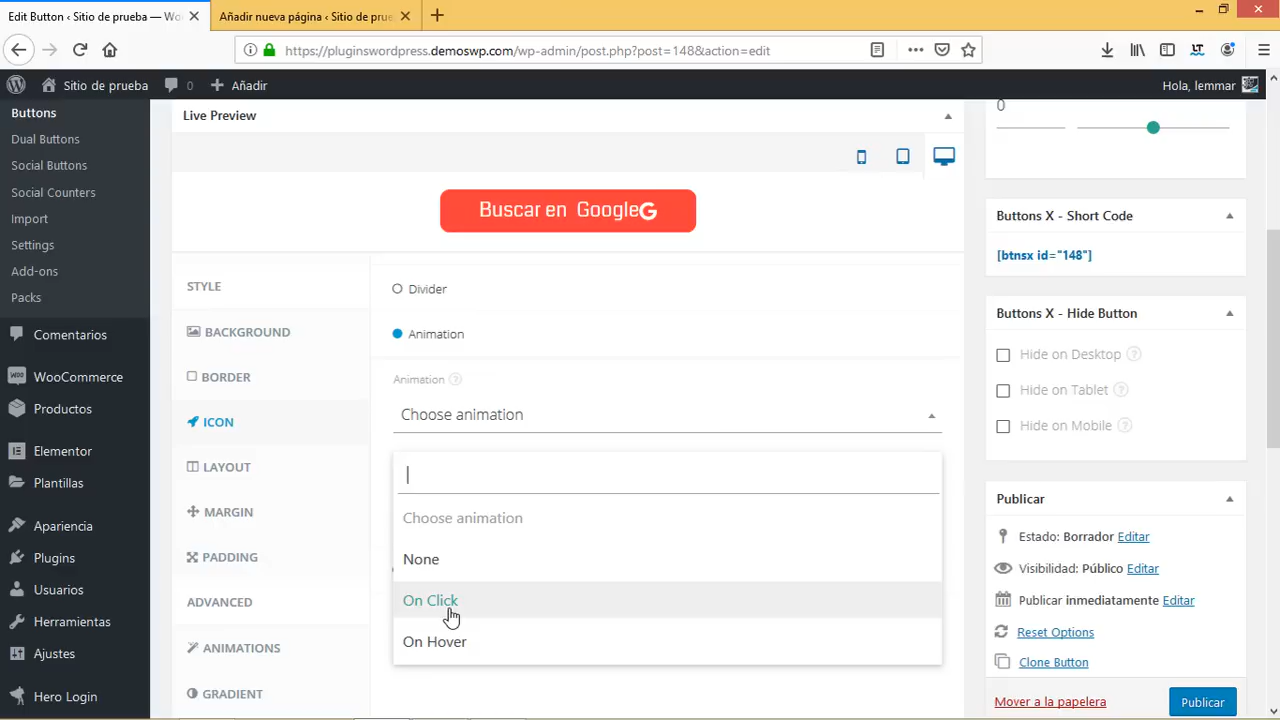 Edit Button ‹ Sitio de prueba — Wo
Añadir nueva página ‹ Sitio de prue
https://pluginswordpress.demoswp.com/wp-admin/post.php?post=148&action=edit
Sitio de prueba
0
Añadir
Hola, lemmar
Buttons
Dual Buttons
Social Buttons
Social Counters
Import
Settings
Add-ons
Packs
Comentarios
WooCommerce
Productos
Elementor
Plantillas
Apariencia
Plugins
Usuarios
Herramientas
Ajustes
Hero Login
Live Preview
Buscar en Google
STYLE
BACKGROUND
BORDER
ICON
LAYOUT
MARGIN
PADDING
ADVANCED
ANIMATIONS
GRADIENT
Divider
Animation
Animation ?
Choose animation
Choose animation
None
On Click
On Hover
0
Buttons X - Short Code
[btnsx id="148"]
Buttons X - Hide Button
Hide on Desktop ?
Hide on Tablet ?
Hide on Mobile ?
Publicar
Estado: Borrador Editar
Visibilidad: Público Editar
Publicar inmediatamente Editar
Reset Options
Clone Button
Mover a la papelera
Publicar